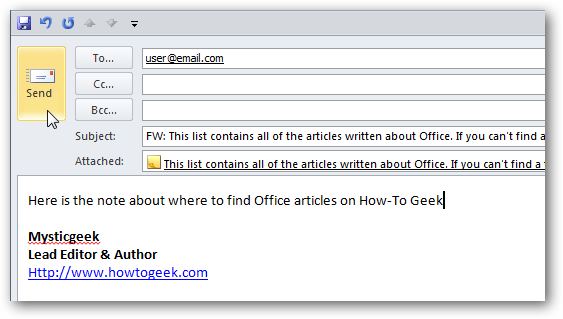 To...
user@email.com
Send
Cc...
Bcc...
Subject:
FW: This list contains all of the articles written about Office. If you can't find a
Attached:
This list contains all of the articles written about Office. If you can't find a
Here is the note about where to find Office articles on How-To Geek
Mysticgeek
Lead Editor & Author
Http://www.howtogeek.com